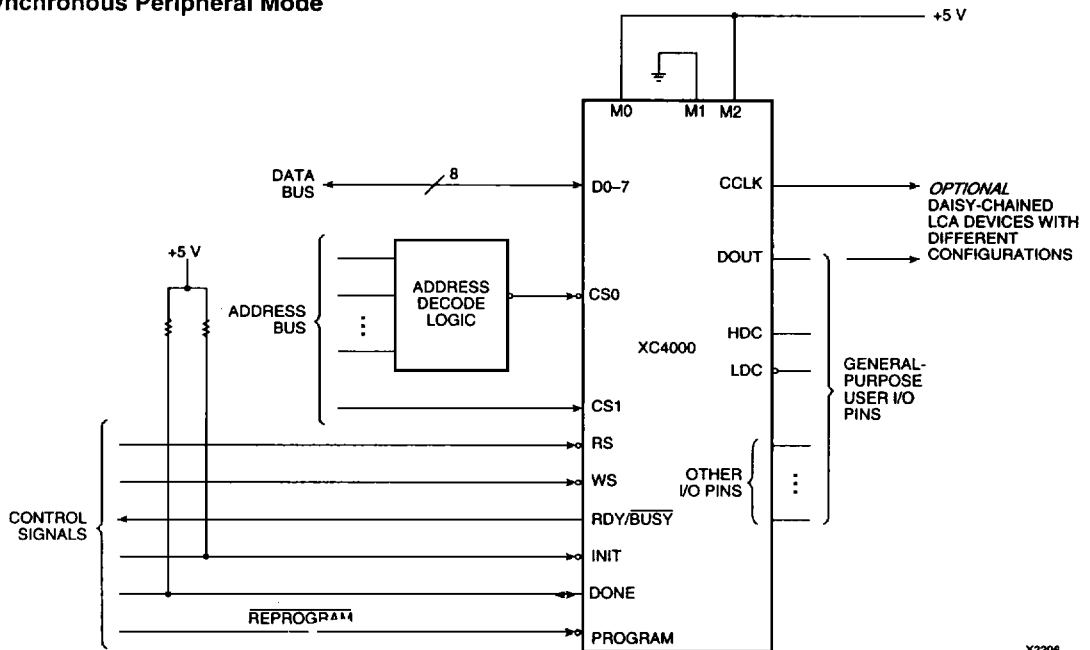 ynchronous Peripheral Mode
+5 V
M0 M1 M2
DATA BUS
8
D0–7
CCLK
OPTIONAL
DAISY-CHAINED
LCA DEVICES WITH
DIFFERENT
CONFIGURATIONS
+5 V
DOUT
ADDRESS
BUS
ADDRESS
DECODE
LOGIC
CS0
HDC
XC4000
LDC
GENERAL-
PURPOSE
USER I/O
PINS
CS1
RS
OTHER
I/O PINS
WS
CONTROL
SIGNALS
RDY/BUSY
INIT
DONE
REPROGRAM
PROGRAM